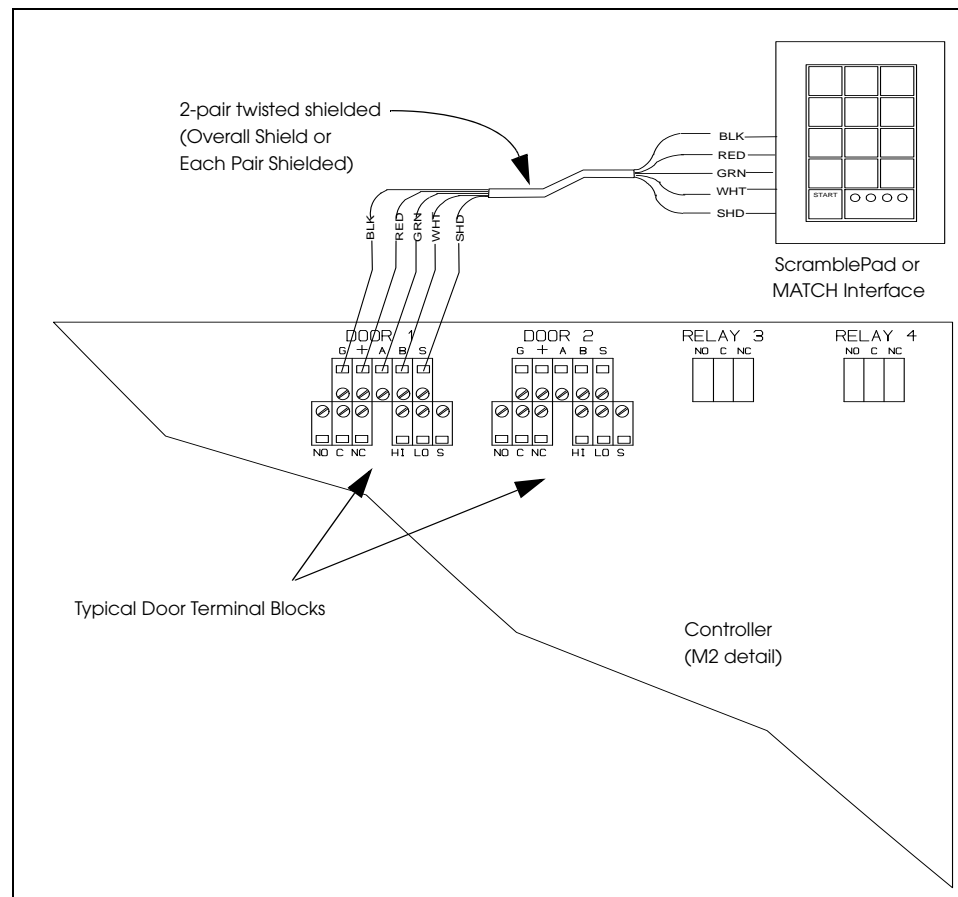 2-pair twisted shielded
(Overall Shield or
Each Pair Shielded)
BLK
RED
GRN
WHT
SHD
START
BLK
RED
GRN
WHT
SHD
ScramblePad or
MATCH Interface
DOOR 1
G + A B S
NO C NC HI LO S
DOOR 2
G + A B S
NO C NC HI LO S
RELAY 3
NO C NC
RELAY 4
NO C NC
Typical Door Terminal Blocks
Controller
(M2 detail)